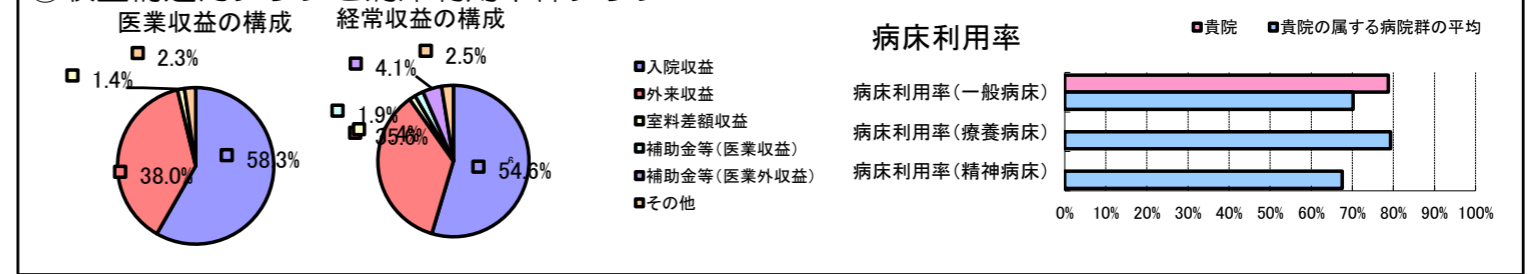 医業収益の構成
2.3%
1.4%
58.3%
38.0%
経常収益の構成
2.5%
4.1%
1.9%
35.6%
54.6%
入院収益
外来収益
室料差額収益
補助金等(医業収益)
補助金等(医業外収益)
その他
病床利用率
貴院 貴院の属する病院群の平均
病床利用率(一般病床)
病床利用率(療養病床)
病床利用率(精神病床)
0% 10% 20% 30% 40% 50% 60% 70% 80% 90% 100%